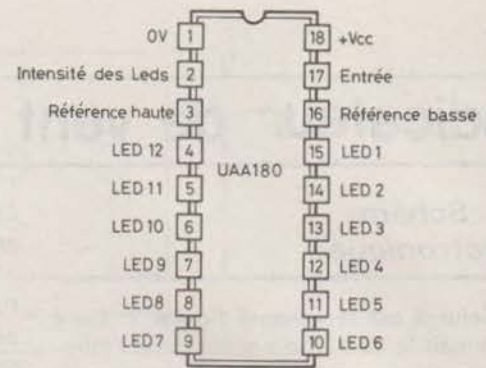 0V 1 18 +Vcc
Intensité des Leds 2 17 Entrée
Référence haute 3 16 Référence basse
LED 12 4 15 LED 1
UAA180
LED 11 5 14 LED 2
LED 10 6 13 LED 3
LED 9 7 12 LED 4
LED 8 8 11 LED 5
LED 7 9 10 LED 6